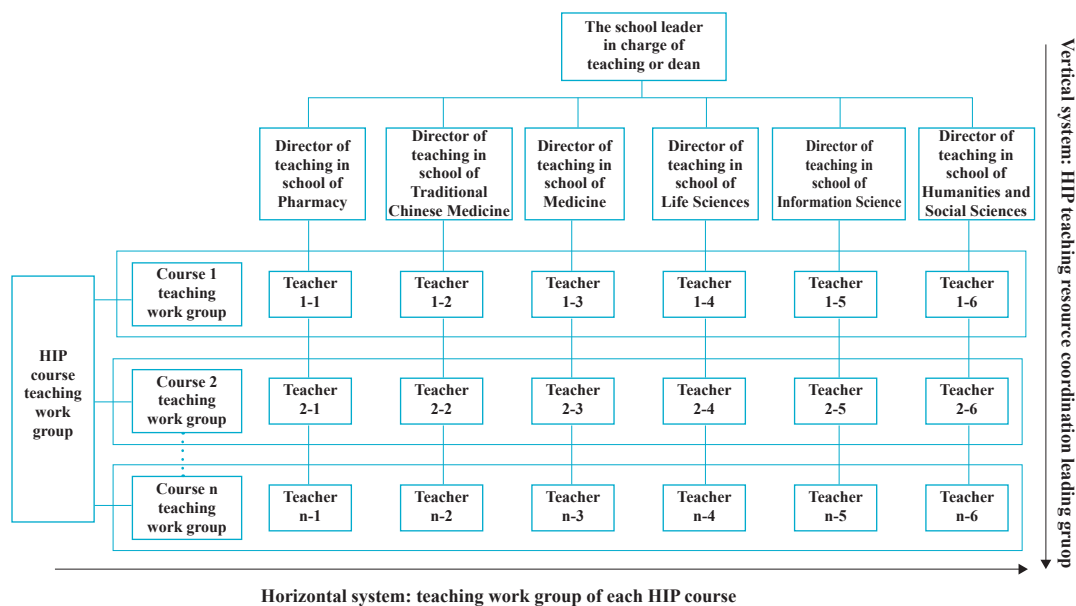 The school leader
in charge of
teaching or dean
Director of
teaching in
school of
Pharmacy
Director of
teaching in
school of
Traditional
Chinese Medicine
Director of
teaching in
school of
Medicine
Director of
teaching in
school of
Life Sciences
Director of
teaching in
school of
Information Science
Director of
teaching in
school of
Humanities and
Social Sciences
HIP
course
teaching
work
group
Course 1
teaching
work group
Teacher
1-1
Teacher
1-2
Teacher
1-3
Teacher
1-4
Teacher
1-5
Teacher
1-6
Course 2
teaching
work group
Teacher
2-1
Teacher
2-2
Teacher
2-3
Teacher
2-4
Teacher
2-5
Teacher
2-6
Course n
teaching
work group
Teacher
n-1
Teacher
n-2
Teacher
n-3
Teacher
n-4
Teacher
n-5
Teacher
n-6
Vertical system: HIP teaching resource coordination leading gruop
Horizontal system: teaching work group of each HIP course